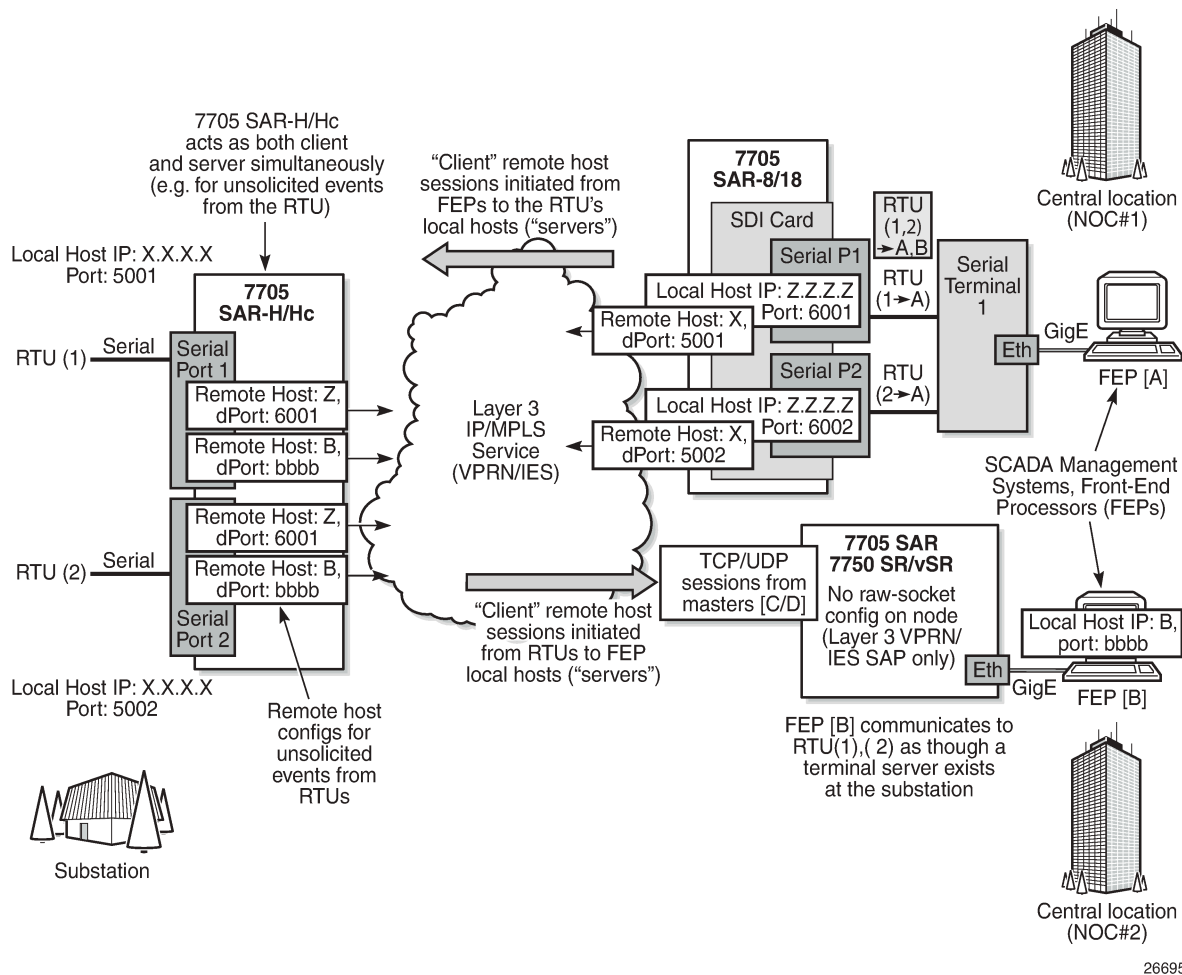 7705 SAR-H/Hc
acts as both client
and server simultaneously
(e.g. for unsolicited events
from the RTU)
Local Host IP: X.X.X.X
Port: 5001
7705
SAR-H/Hc
RTU (1)
Serial
Serial
Port 1
Remote Host: Z,
dPort: 6001
Remote Host: B,
dPort: bbbb
Remote Host: Z,
dPort: 6001
RTU (2)
Serial
Remote Host: B,
dPort: bbbb
Serial
Port 2
Local Host IP: X.X.X.X
Port: 5002
Remote host
configs for
unsolicited
events from
RTUs
Substation
“Client” remote host
sessions initiated from
FEPs to the RTU’s
local hosts (“servers”)
Layer 3
IP/MPLS
Service
(VPRN/IES)
“Client” remote host
sessions initiated
from RTUs to FEP
local hosts (“servers”)
7705
SAR-8/18
SDI Card
Serial P1
Local Host IP: Z.Z.Z.Z
Port: 6001
Remote Host: X,
dPort: 5001
Serial P2
Local Host IP: Z.Z.Z.Z
Port: 6002
Remote Host: X,
dPort: 5002
RTU
(1,2)
➔A,B
RTU
(1➔A)
RTU
(2➔A)
Serial
Terminal
1
Eth
GigE
FEP [A]
Central location
(NOC#1)
SCADA Management
Systems, Front-End
Processors (FEPs)
TCP/UDP
sessions from
masters [C/D]
7705 SAR
7750 SR/vSR
No raw-socket
config on node
(Layer 3 VPRN/
IES SAP only)
Eth
GigE
Local Host IP: B,
port: bbbb
FEP [B]
FEP [B] communicates to
RTU(1),( 2) as though a
terminal server exists
at the substation
Central location
(NOC#2)
26695